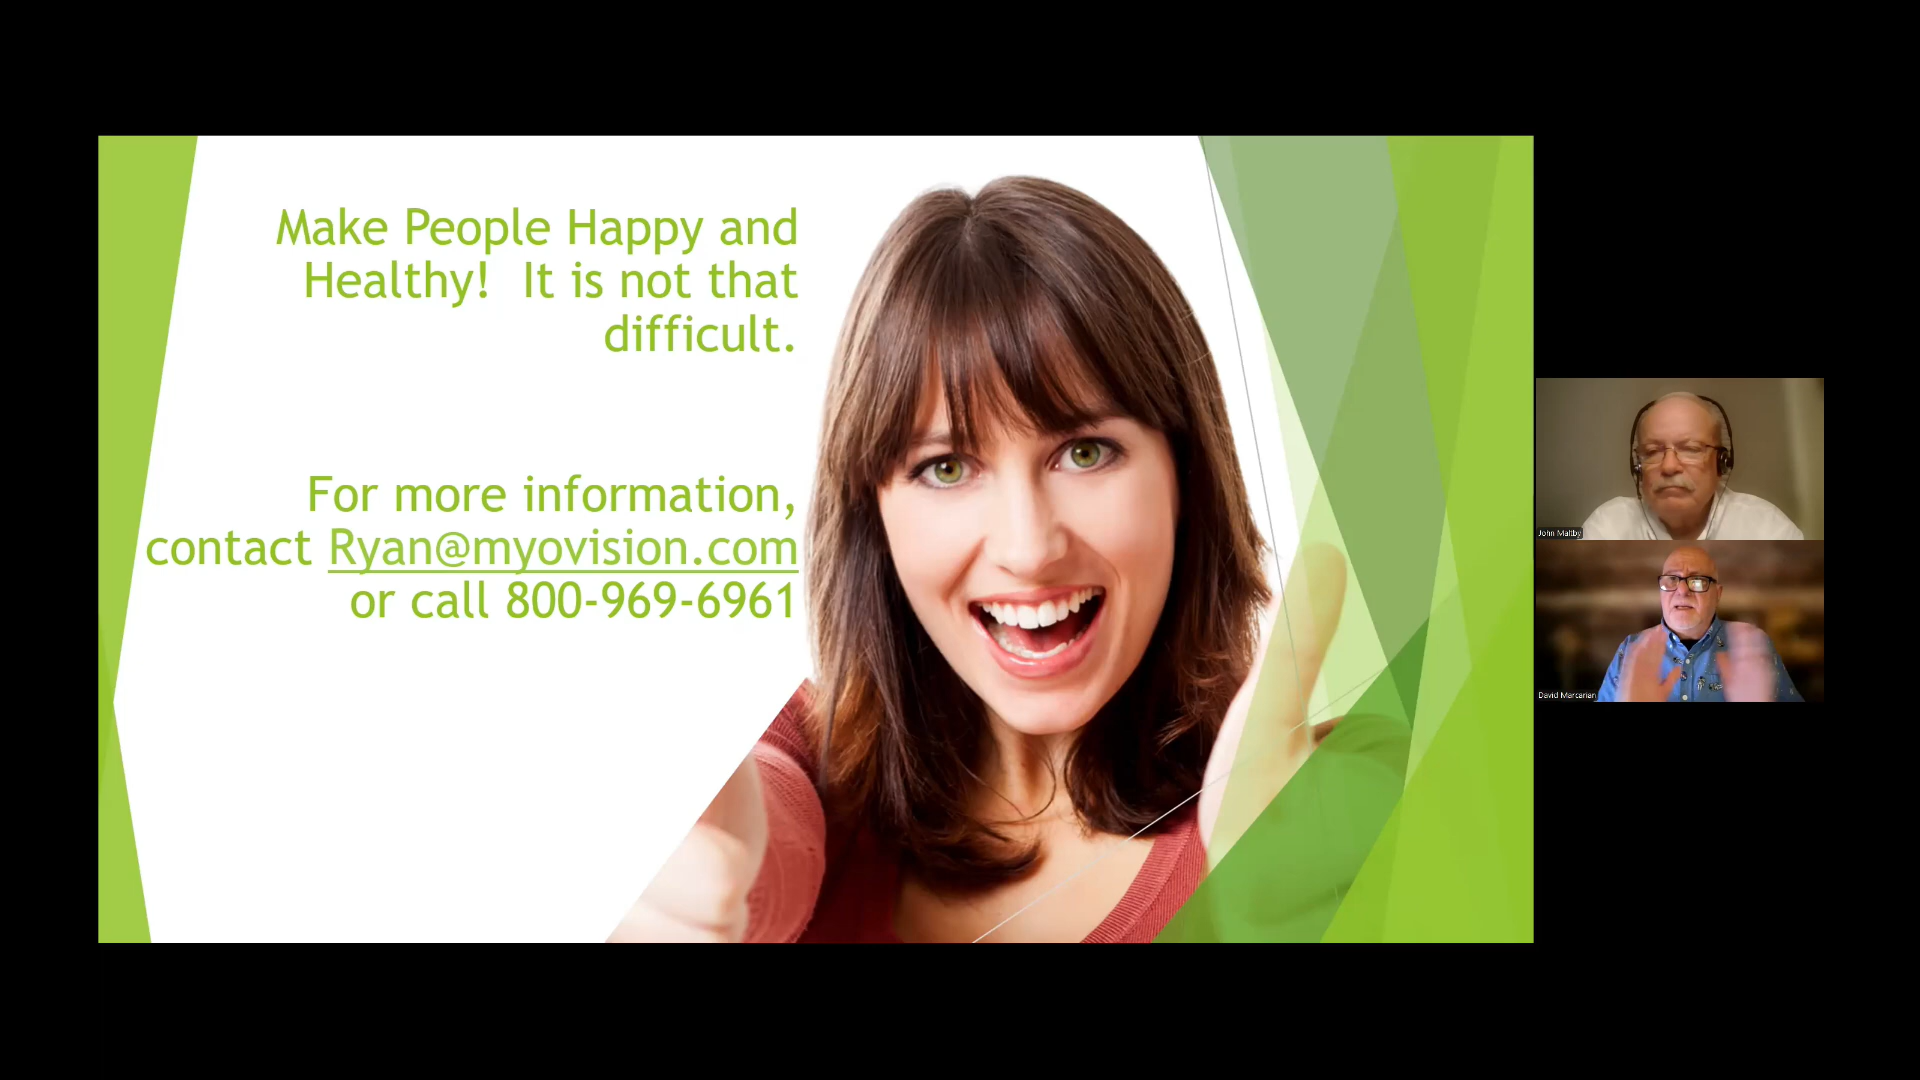 Make People Happy and
Healthy!  It is not that
difficult.
For more information,
contact Ryan@myovision.com
or call 800-969-6961
John Maltby
David Marcarian